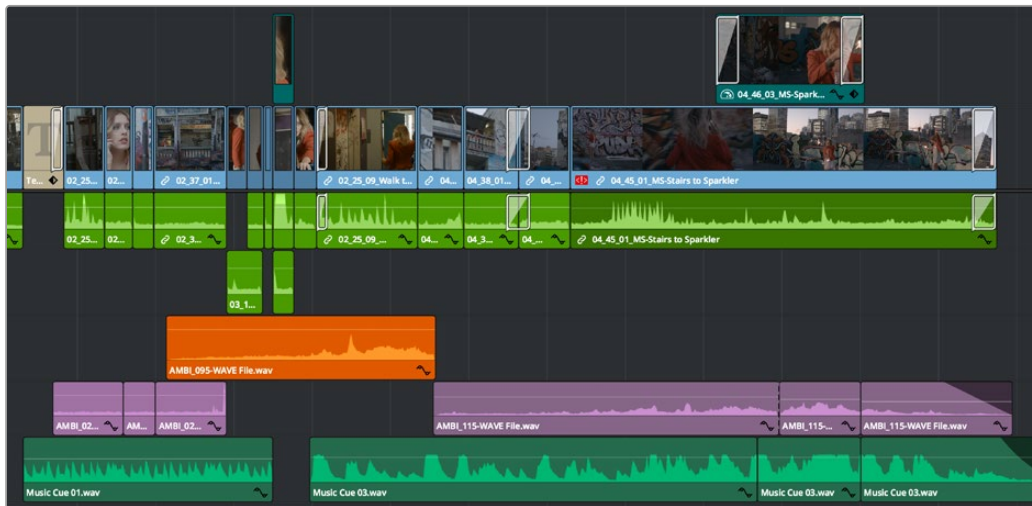 04_46_03_MS-Spark...
Te...
02_25...
02...
02_37_01...
02_25_09_Walk t...
04...
04_38_01...
04_...
04_45_01_MS-Stairs to Sparkler
02_25...
02...
02_3...
02_25_09_...
04...
04_3...
04_...
04_45_01_MS-Stairs to Sparkler
03_1...
AMBI_095-WAVE File.wav
AMBI_02...
AM...
AMBI_02...
AMBI_115-WAVE File.wav
AMBI_115-...
AMBI_115-WAVE File.wav
Music Cue 01.wav
Music Cue 03.wav
Music Cue 03.wav
Music Cue 03.wav